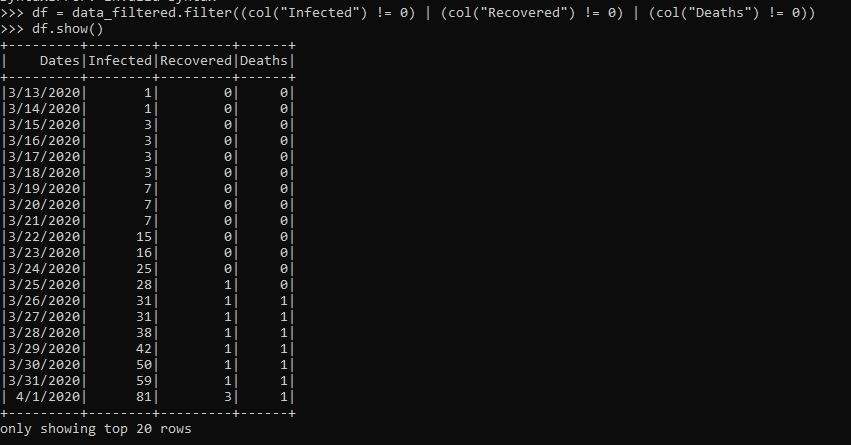 >>> df = data_filtered.filter((col("Infected") != 0) | (col("Recovered") != 0) | (col("Deaths") != 0))
>>> df.show()
+---------+--------+---------+------+
|    Dates|Infected|Recovered|Deaths|
+---------+--------+---------+------+
|3/13/2020|       1|        0|     0|
|3/14/2020|       1|        0|     0|
|3/15/2020|       3|        0|     0|
|3/16/2020|       3|        0|     0|
|3/17/2020|       3|        0|     0|
|3/18/2020|       3|        0|     0|
|3/19/2020|       7|        0|     0|
|3/20/2020|       7|        0|     0|
|3/21/2020|       7|        0|     0|
|3/22/2020|      15|        0|     0|
|3/23/2020|      16|        0|     0|
|3/24/2020|      25|        0|     0|
|3/25/2020|      28|        1|     0|
|3/26/2020|      31|        1|     1|
|3/27/2020|      31|        1|     1|
|3/28/2020|      38|        1|     1|
|3/29/2020|      42|        1|     1|
|3/30/2020|      50|        1|     1|
|3/31/2020|      59|        1|     1|
| 4/1/2020|      81|        3|     1|
+---------+--------+---------+------+
only showing top 20 rows